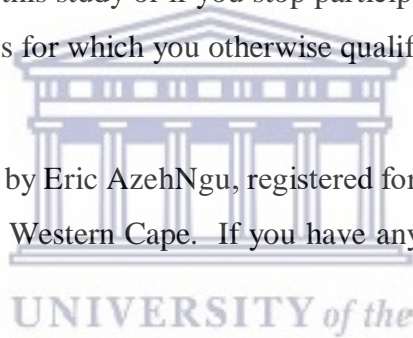 this study or if you stop particip
s for which you otherwise qualif
by Eric AzehNgu, registered for
Western Cape. If you have any
UNIVERSITY of the